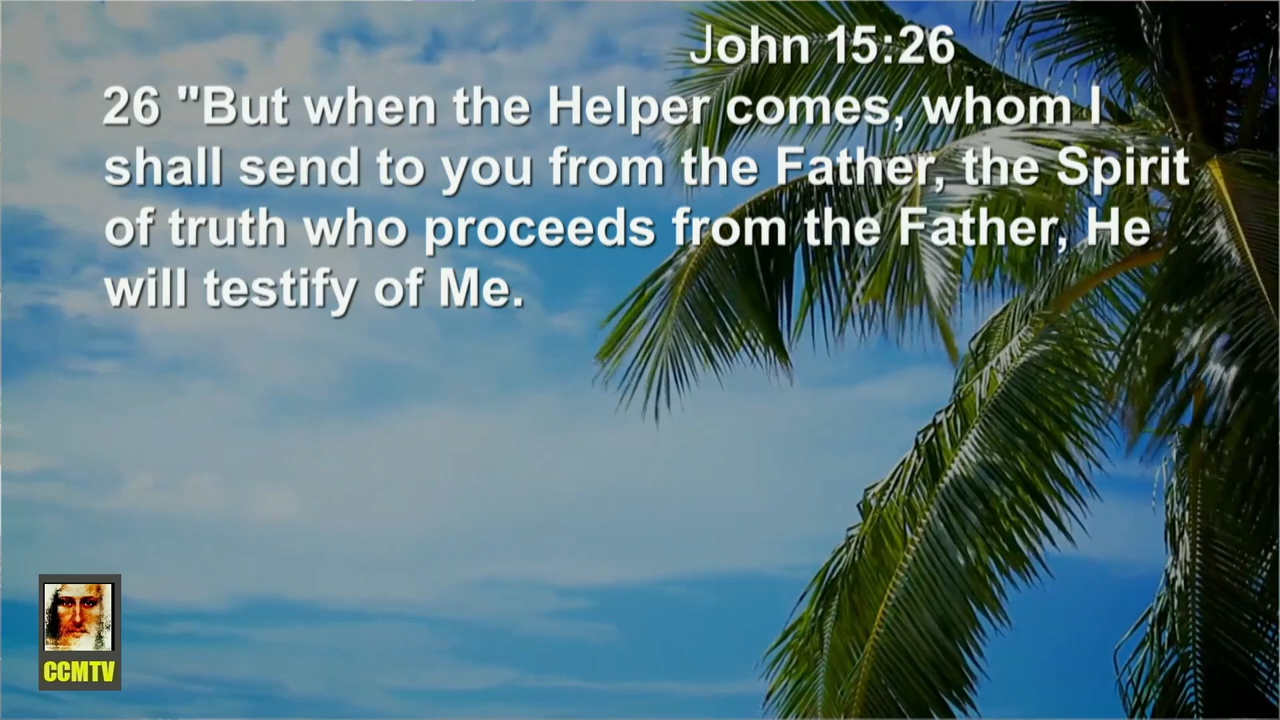 John 15:26
26 "But when the Helper comes, whom I
shall send to you from the Father, the Spirit
of truth who proceeds from the Father, He
will testify of Me.
CCMTV